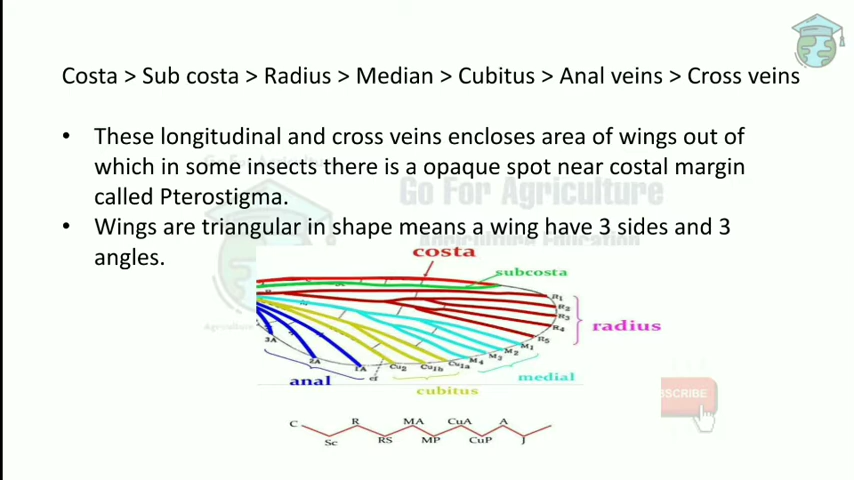 Costa > Sub costa > Radius > Median > Cubitus > Anal veins > Cross veins
• These longitudinal and cross veins encloses area of wings out of
which in some insects there is a opaque spot near costal margin
called Pterostigma.
• Wings are triangular in shape means a wing have 3 sides and 3
angles.
Go For Agriculture
costa
subcosta
R1
R2
R3
R4
R5
radius
M1
M2
M3
M4
medial
Cu1a
Cu1b
Cu2
cubitus
cf
1A
2A
3A
anal
SCRIBE
C R MA CuA A
Sc RS MP CuP J